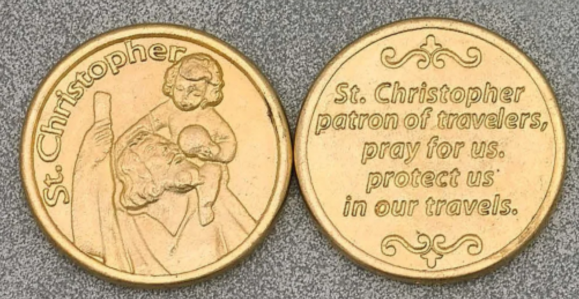 St. Christopher
St. Christopher
patron of travelers,
pray for us.
protect us
in our travels.